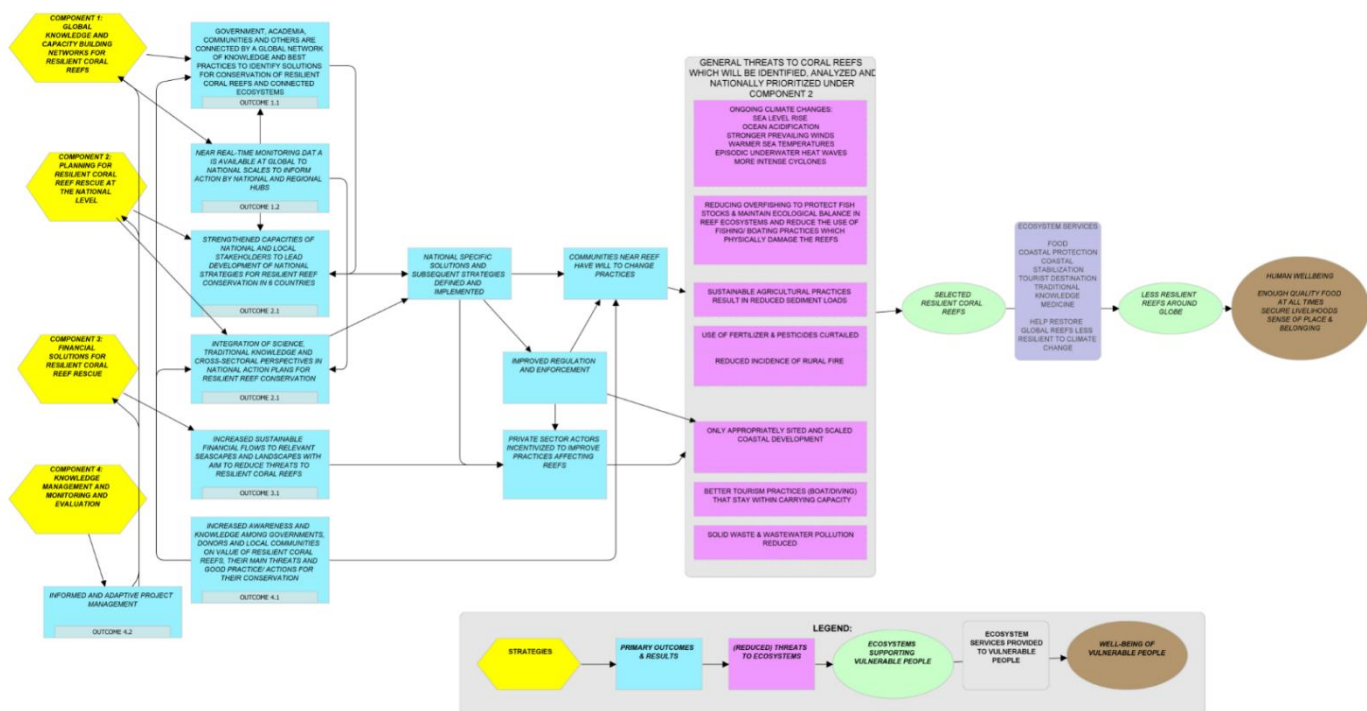 COMPONENT 1:
GLOBAL
KNOWLEDGE AND
CAPACITY BUILDING
NETWORKS FOR
RESILIENT CORAL
REEFS
COMPONENT 2:
PLANNING FOR
RESILIENT CORAL
REEF RESCUE AT
THE NATIONAL
LEVEL
COMPONENT 3:
FINANCIAL
SOLUTIONS FOR
RESILIENT CORAL
REEF RESCUE
COMPONENT 4:
KNOWLEDGE
MANAGEMENT AND
MONITORING AND
EVALUATION
INFORMED AND ADAPTIVE PROJECT
MANAGEMENT
OUTCOME 4.2
GOVERNMENT, ACADEMIA,
COMMUNITIES AND OTHERS ARE
CONNECTED BY A GLOBAL NETWORK
OF KNOWLEDGE AND BEST
PRACTICES TO IDENTIFY SOLUTIONS
FOR CONSERVATION OF RESILIENT
CORAL REEFS AND CONNECTED
ECOSYSTEMS
OUTCOME 1.1
NEAR REAL-TIME MONITORING DAT A
IS AVAILABLE AT GLOBAL TO
NATIONAL SCALES TO INFORM
ACTION BY NATIONAL AND REGIONAL
HUBS
OUTCOME 1.2
STRENGTHENED CAPACITIES OF
NATIONAL AND LOCAL
STAKEHOLDERS TO LEAD
DEVELOPMENT OF NATIONAL
STRATEGIES FOR RESILIENT REEF
CONSERVATION IN 6 COUNTRIES
OUTCOME 2.1
INTEGRATION OF SCIENCE,
TRADITIONAL KNOWLEDGE AND
CROSS-SECTORAL PERSPECTIVES IN
NATIONAL ACTION PLANS FOR
RESILIENT REEF CONSERVATION
OUTCOME 2.1
INCREASED SUSTAINABLE
FINANCIAL FLOWS TO RELEVANT
SEASCAPES AND LANDSCAPES WITH
AIM TO REDUCE THREATS TO
RESILIENT CORAL REEFS
OUTCOME 3.1
INCREASED AWARENESS AND
KNOWLEDGE AMONG GOVERNMENTS,
DONORS AND LOCAL COMMUNITIES
ON VALUE OF RESILIENT CORAL
REEFS, THEIR MAIN THREATS AND
GOOD PRACTICE/ ACTIONS FOR
THEIR CONSERVATION
OUTCOME 4.1
NATIONAL SPECIFIC
SOLUTIONS AND
SUBSEQUENT STRATEGIES
DEFINED AND
IMPLEMENTED
COMMUNITIES NEAR REEF
HAVE WILL TO CHANGE
PRACTICES
IMPROVED REGULATION
AND ENFORCEMENT
PRIVATE SECTOR ACTORS
INCENTIVIZED TO IMPROVE
PRACTICES AFFECTING
REEFS
GENERAL THREATS TO CORAL REEFS
WHICH WILL BE IDENTIFIED, ANALYZED AND
NATIONALLY PRIORITIZED UNDER
COMPONENT 2
ONGOING CLIMATE CHANGES:
SEA LEVEL RISE
OCEAN ACIDIFICATION
STRONGER PREVAILING WINDS
WARMER SEA TEMPERATURES
EPISODIC UNDERWATER HEAT WAVES
MORE INTENSE CYCLONES
REDUCING OVERFISHING TO PROTECT FISH
STOCKS & MAINTAIN ECOLOGICAL BALANCE IN
REEF ECOSYSTEMS AND REDUCE THE USE OF
FISHING/ BOATING PRACTICES WHICH
PHYSICALLY DAMAGE THE REEFS
SUSTAINABLE AGRICULTURAL PRACTICES
RESULT IN REDUCED SEDIMENT LOADS
USE OF FERTILIZER & PESTICIDES CURTAILED
REDUCED INCIDENCE OF RURAL FIRE
ONLY APPROPRIATELY SITED AND SCALED
COASTAL DEVELOPMENT
BETTER TOURISM PRACTICES (BOAT/DIVING)
THAT STAY WITHIN CARRYING CAPACITY
SOLID WASTE & WASTEWATER POLLUTION
REDUCED
SELECTED
RESILIENT CORAL
REEFS
ECOSYSTEM SERVICES
FOOD
COASTAL PROTECTION
COASTAL
STABILIZATION
TOURIST DESTINATION
TRADITIONAL
KNOWLEDGE
MEDICINE
HELP RESTORE
GLOBAL REEFS LESS
RESILIENT TO CLIMATE
CHANGE
LESS RESILIENT
REEFS AROUND
GLOBE
HUMAN WELLBEING
ENOUGH QUALITY FOOD
AT ALL TIMES
SECURE LIVELIHOODS
SENSE OF PLACE &
BELONGING
LEGEND:
STRATEGIES
PRIMARY OUTCOMES
& RESULTS
(REDUCED) THREATS
TO ECOSYSTEMS
ECOSYSTEMS
SUPPORTING
VULNERABLE PEOPLE
ECOSYSTEM
SERVICES PROVIDED
TO VULNERABLE
PEOPLE
WELL-BEING OF
VULNERABLE PEOPLE